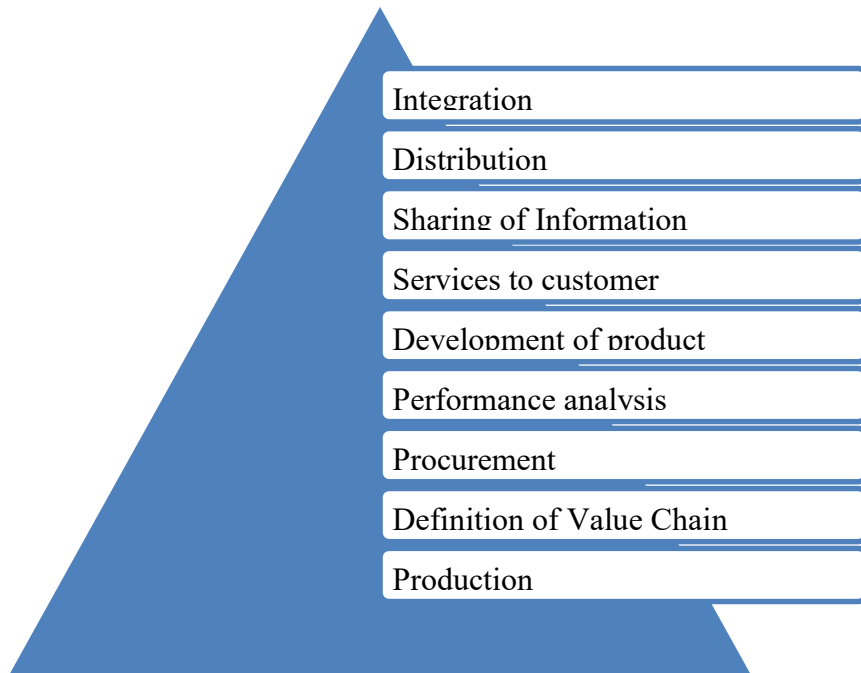 Integration
Distribution
Sharing of Information
Services to customer
Development of product
Performance analysis
Procurement
Definition of Value Chain
Production